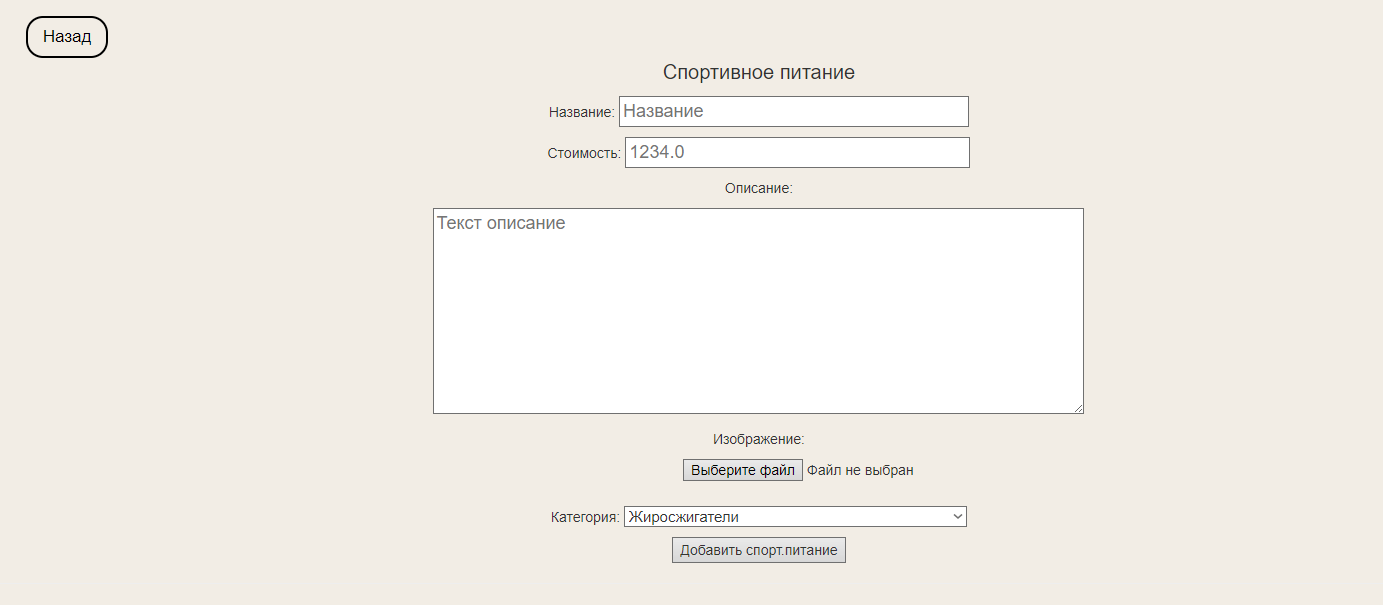 Назад
Спортивное питание
Название: Название
Стоимость: 1234.0
Описание:
Текст описание
Изображение:
Выберите файл Файл не выбран
Категория: Жиросжигатели
Добавить спорт.питание